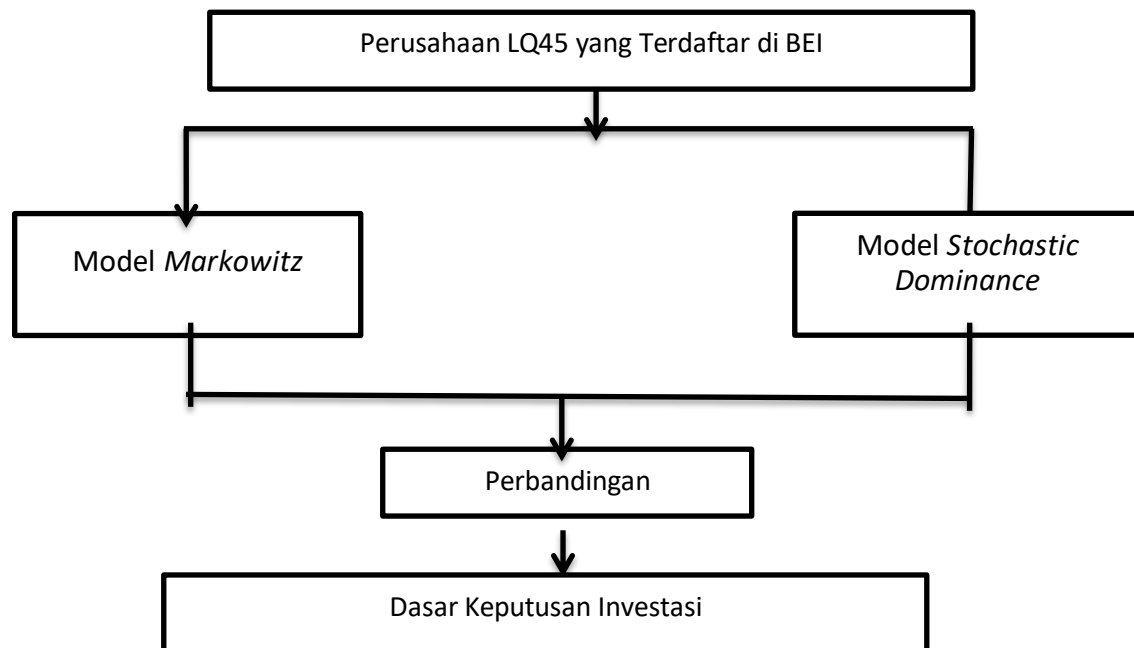 Perusahaan LQ45 yang Terdaftar di BEI
Model Markowitz
Model Stochastic
Dominance
Perbandingan
Dasar Keputusan Investasi